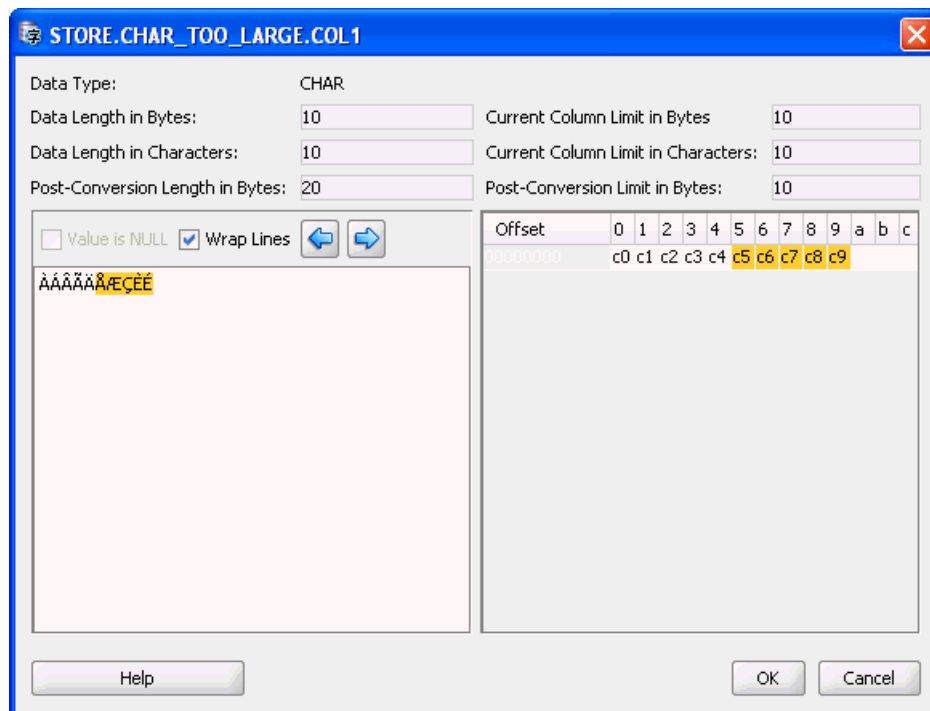 STORE.CHAR_TOO_LARGE.COL1
Data Type: CHAR
Data Length in Bytes: 10 Current Column Limit in Bytes 10
Data Length in Characters: 10 Current Column Limit in Characters: 10
Post-Conversion Length in Bytes: 20 Post-Conversion Limit in Bytes: 10
Value is NULL Wrap Lines
ÀÁÂÃÄÅÆÇÈÉ
Offset 0 1 2 3 4 5 6 7 8 9 a b c
00000000 c0 c1 c2 c3 c4 c5 c6 c7 c8 c9
Help OK Cancel